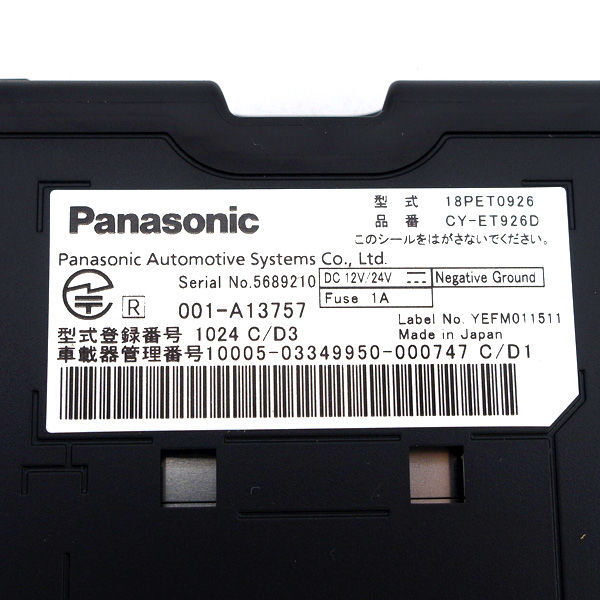 Panasonic
型 式 18PET0926
品 番 CY-ET926D
このシールをはがさないでください。
Panasonic Automotive Systems Co., Ltd.
Serial No.5689210
DC 12V/24V
Negative Ground
Fuse 1A
R 001-A13757
Label No. YEFM011511
型式登録番号 1024 C/D3
Made in Japan
車載器管理番号10005-03349950-000747 C/D1